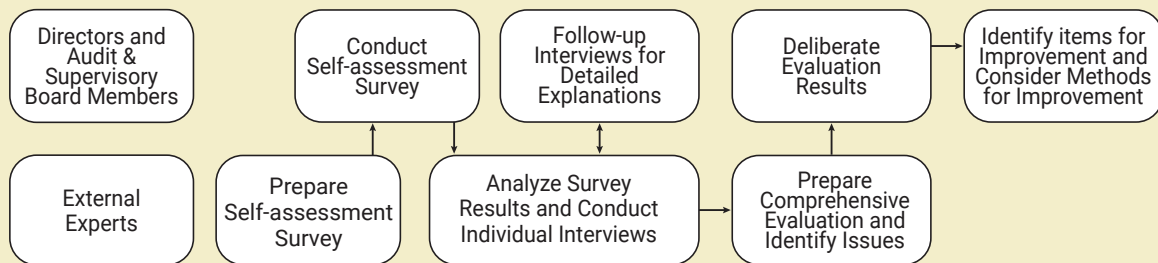 Directors and
Audit &
Supervisory
Board Members
Conduct
Self-assessment
Survey
Follow-up
Interviews for
Detailed
Explanations
Deliberate
Evaluation
Results
Identify items for
Improvement and
Consider Methods
for Improvement
External
Experts
Prepare
Self-assessment
Survey
Analyze Survey
Results and Conduct
Individual Interviews
Prepare
Comprehensive
Evaluation and
Identify Issues